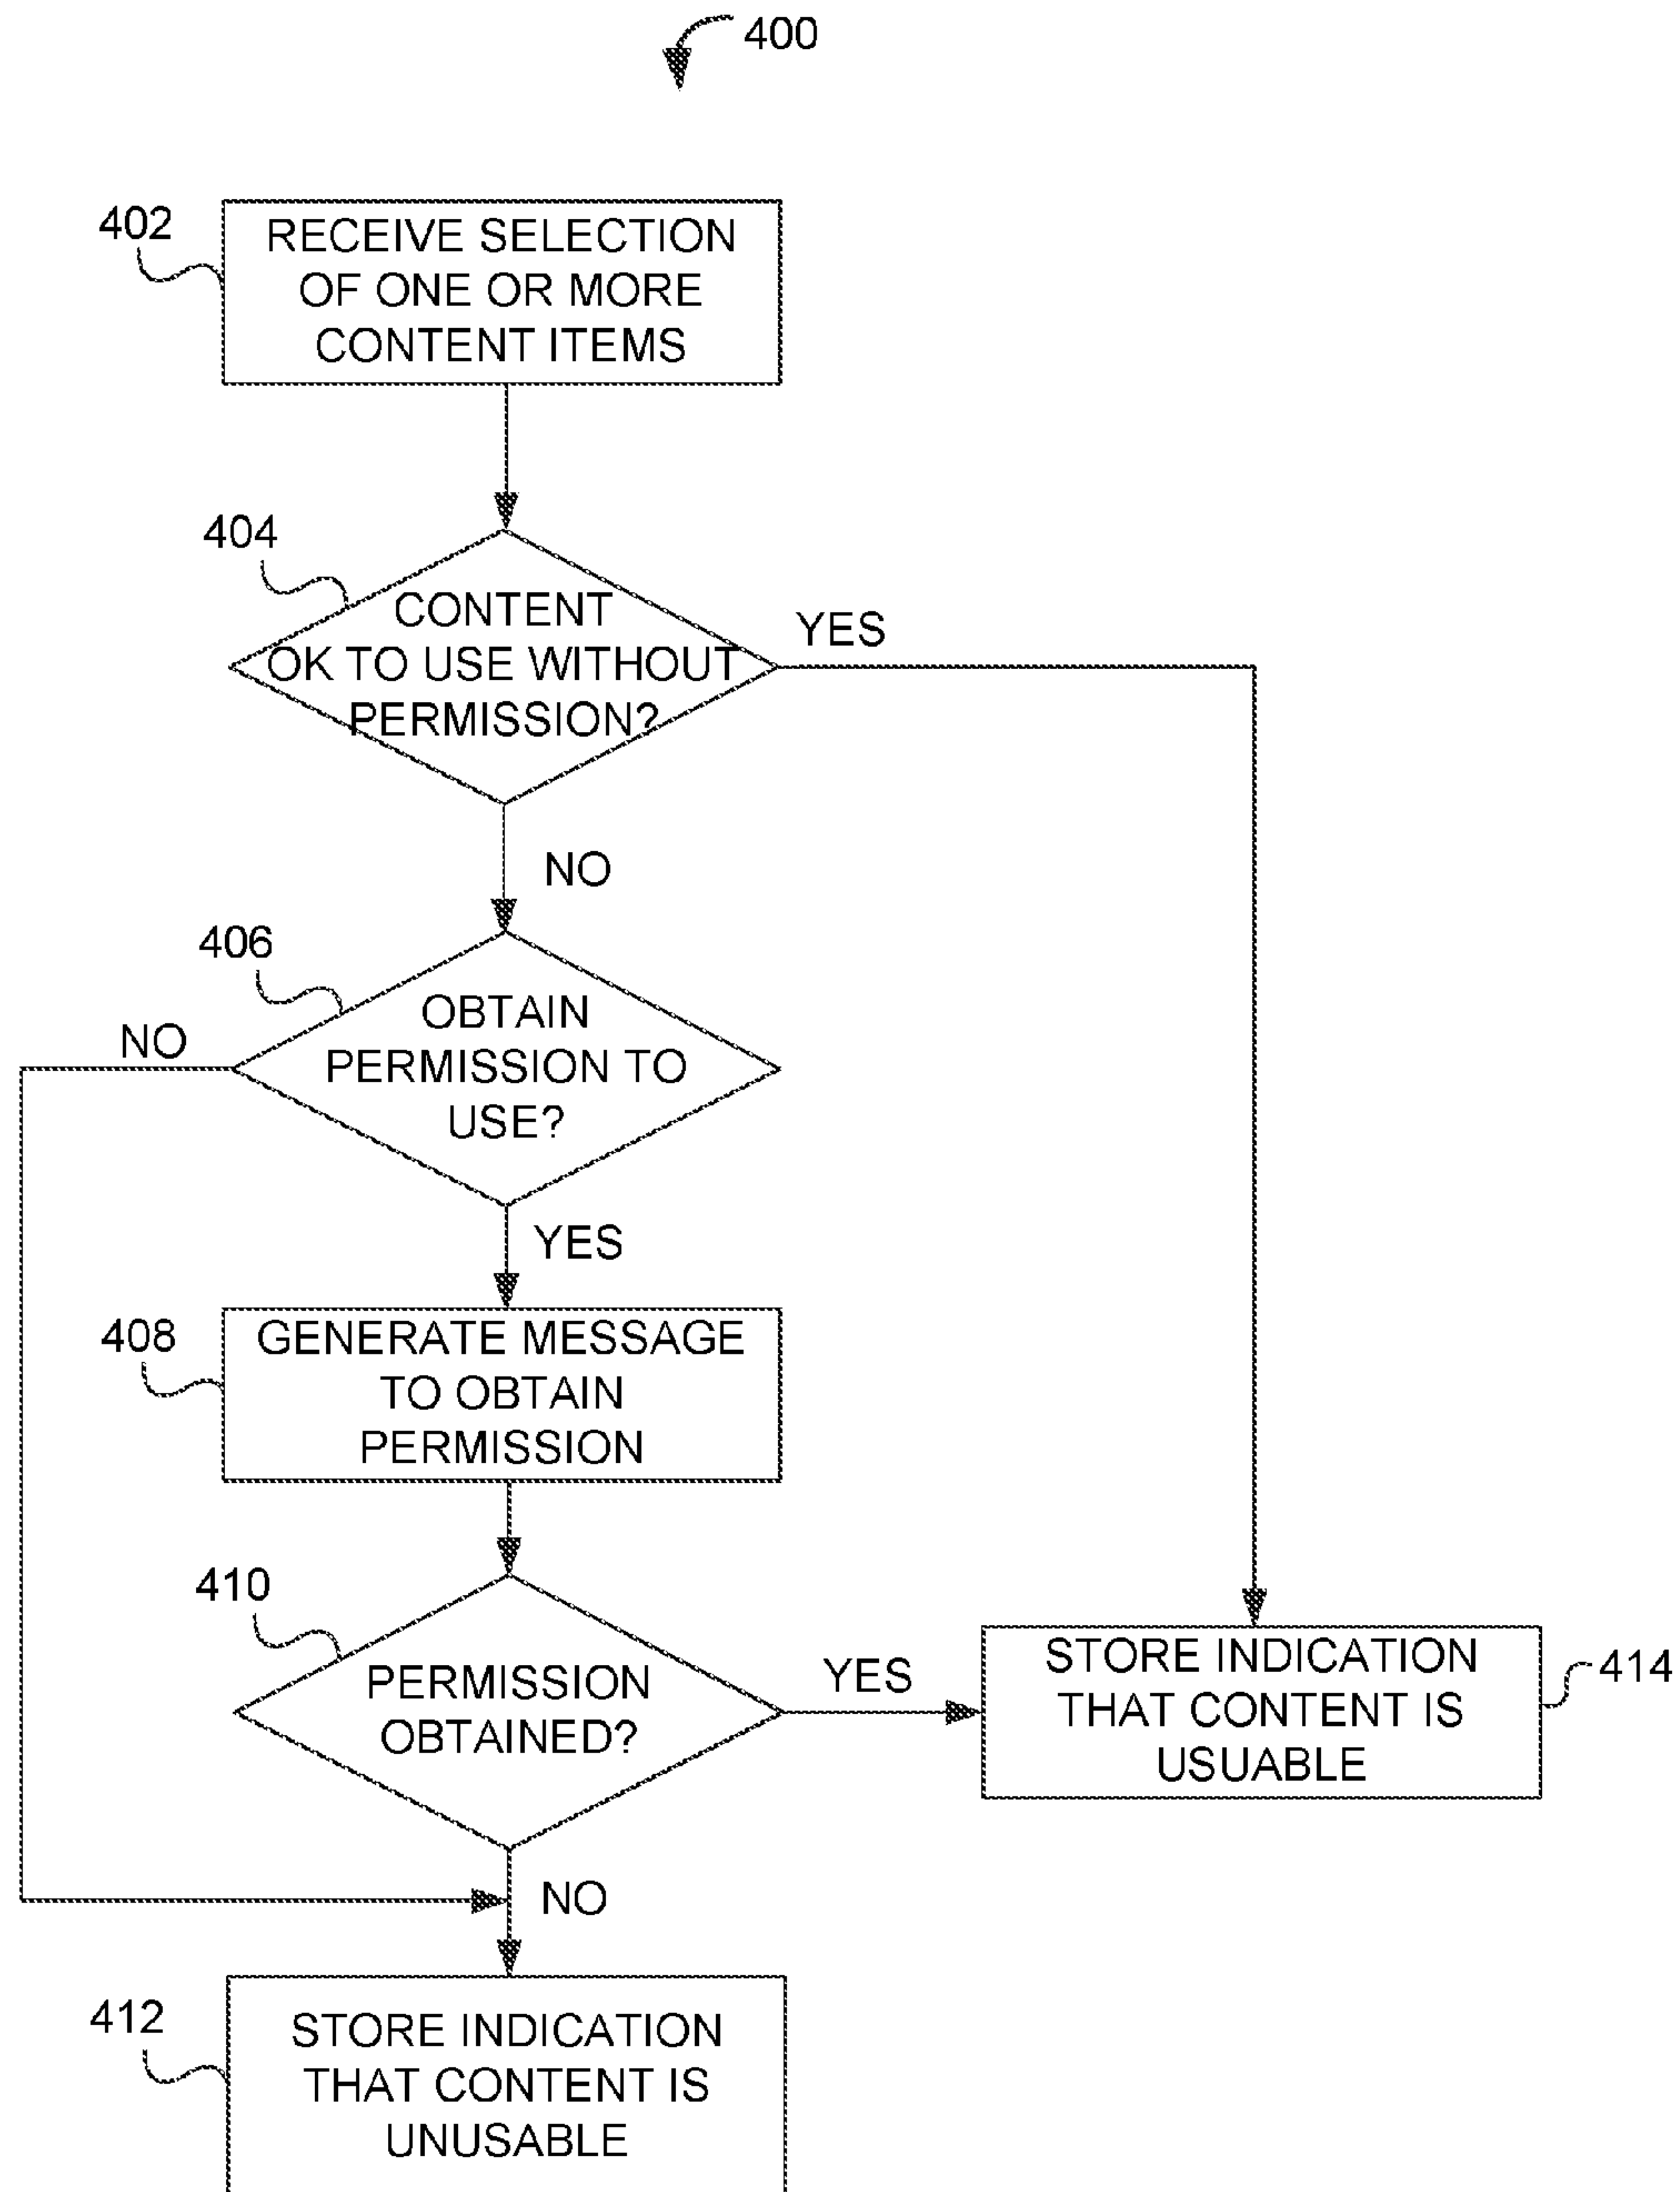 400
402
RECEIVE SELECTION
OF ONE OR MORE
CONTENT ITEMS
404
CONTENT
OK TO USE WITHOUT
PERMISSION?
YES
NO
406
OBTAIN
PERMISSION TO
USE?
NO
YES
408
GENERATE MESSAGE
TO OBTAIN
PERMISSION
410
PERMISSION
OBTAINED?
YES
STORE INDICATION
THAT CONTENT IS
USUABLE
414
NO
412
STORE INDICATION
THAT CONTENT IS
UNUSABLE